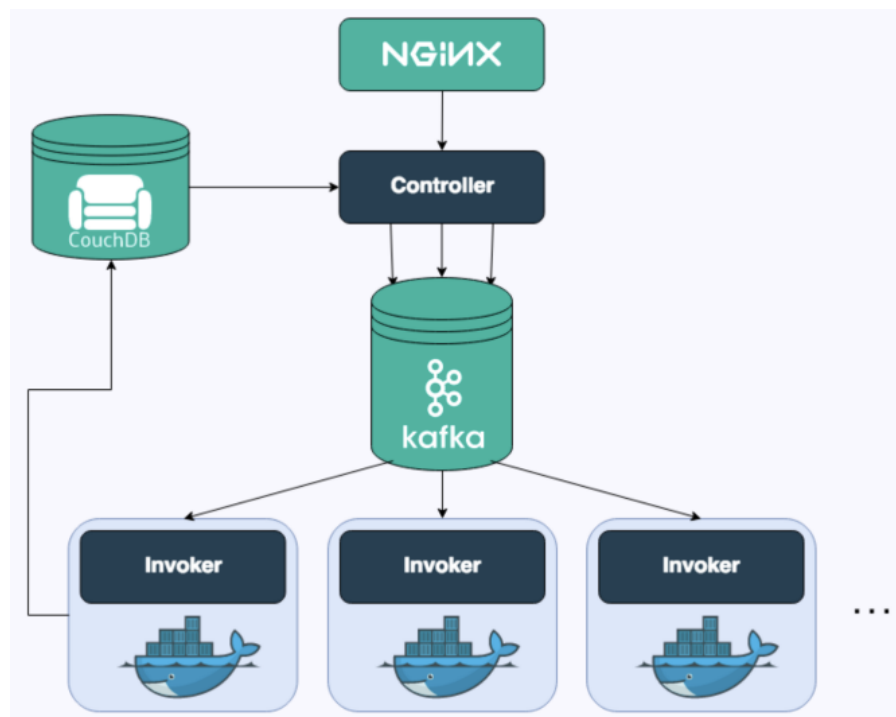 NGiNX
Controller
CouchDB
kafka
Invoker
Invoker
Invoker
...